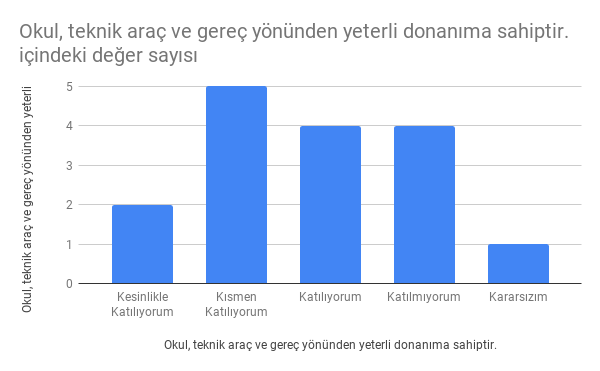 Okul, teknik araç ve gereç yönünden yeterli donanıma sahiptir.
içindeki değer sayısı
Okul, teknik araç ve gereç yönünden yeterli
5
4
3
2
1
0
Kesinlikle
Katılıyorum
Kısmen
Katılıyorum
Katılıyorum
Katılmıyorum
Kararsızım
Okul, teknik araç ve gereç yönünden yeterli donanıma sahiptir.